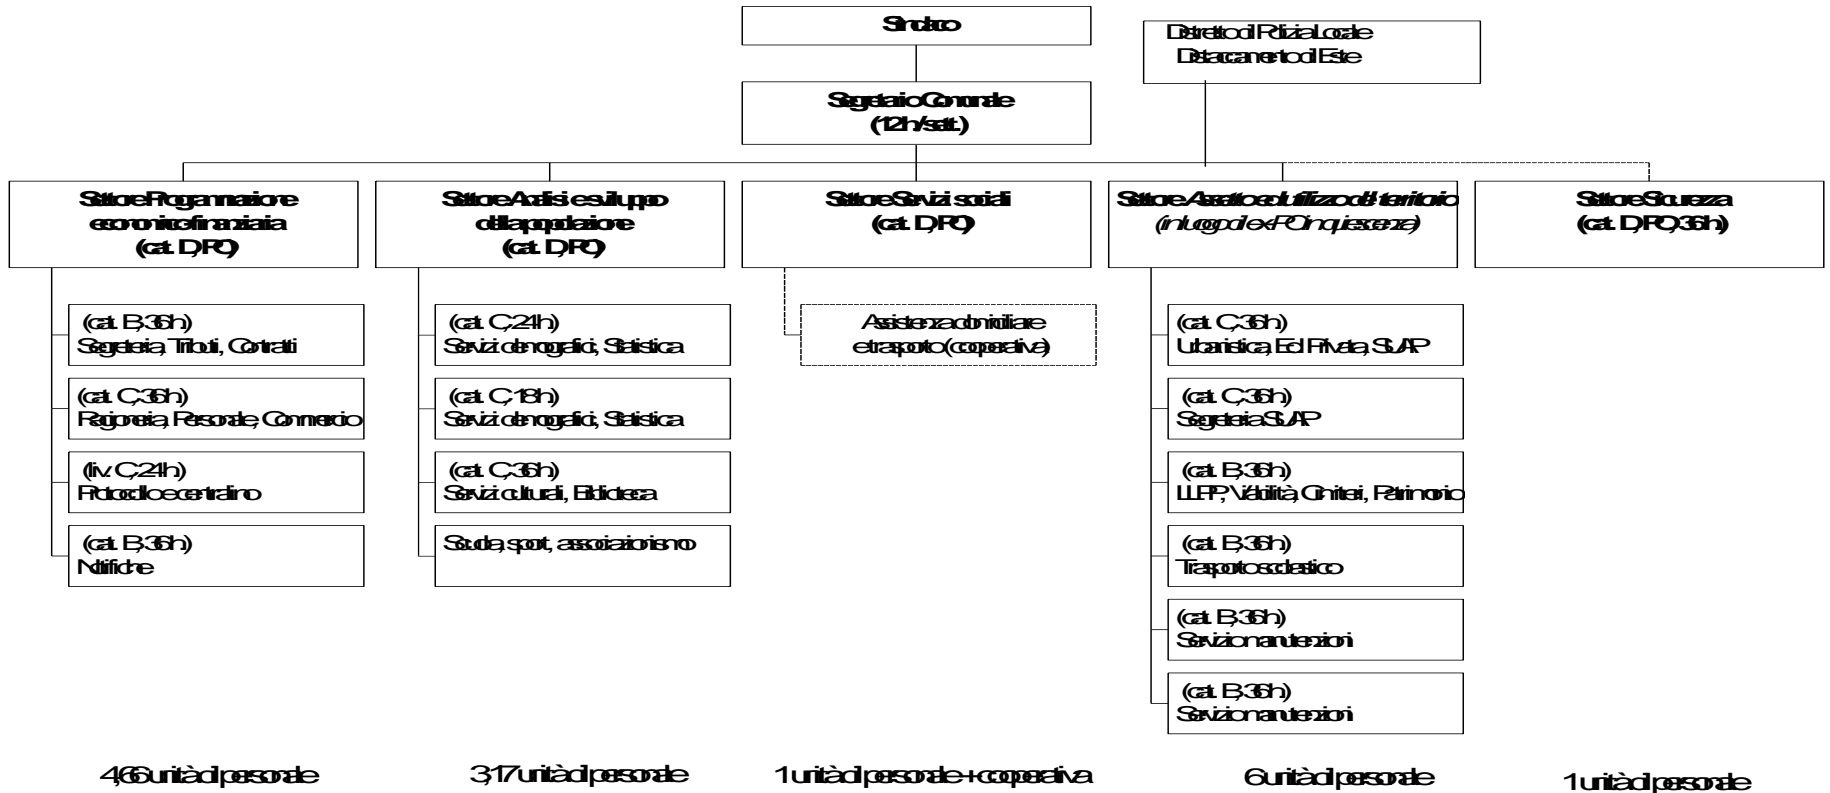 Sindaco
Distretto di Polizia Locale
Distaccamento di Este
Segretario Comunale
(12h/sett.)
Settore Programmazione
economico-finanziaria
(cat. D, PO)
Settore Analisi e sviluppo
della popolazione
(cat. D, PO)
Settore Servizi sociali
(cat. D, PO)
Settore Assetto ed utilizzo del territorio
(in luogo di ex-PO in quiescenza)
Settore Sicurezza
(cat. D, PO, 36h)
(cat. B, 36h)
Segreteria, Tributi, Contratti
(cat. C, 36h)
Ragioneria, Personale, Commercio
(liv. C, 24h)
Protocollo e centralino
(cat. B, 36h)
Notifiche
(cat. C, 24h)
Servizi demografici, Statistica
(cat. C, 18h)
Servizi demografici, Statistica
(cat. C, 36h)
Servizi culturali, Biblioteca
Scuola, sport, associazionismo
Assistenza domiciliare
e trasporto (cooperativa)
(cat. C, 36h)
Urbanistica, Ed. Privata, SUAP
(cat. C, 36h)
Segreteria SUAP
(cat. B, 36h)
LL.PP., Viabilità, Cimiteri, Patrimonio
(cat. B, 36h)
Trasporto scolastico
(cat. B, 36h)
Servizio manutenzioni
(cat. B, 36h)
Servizio manutenzioni
4,66 unità di personale
3,17 unità di personale
1 unità di personale + cooperativa
6 unità di personale
1 unità di personale